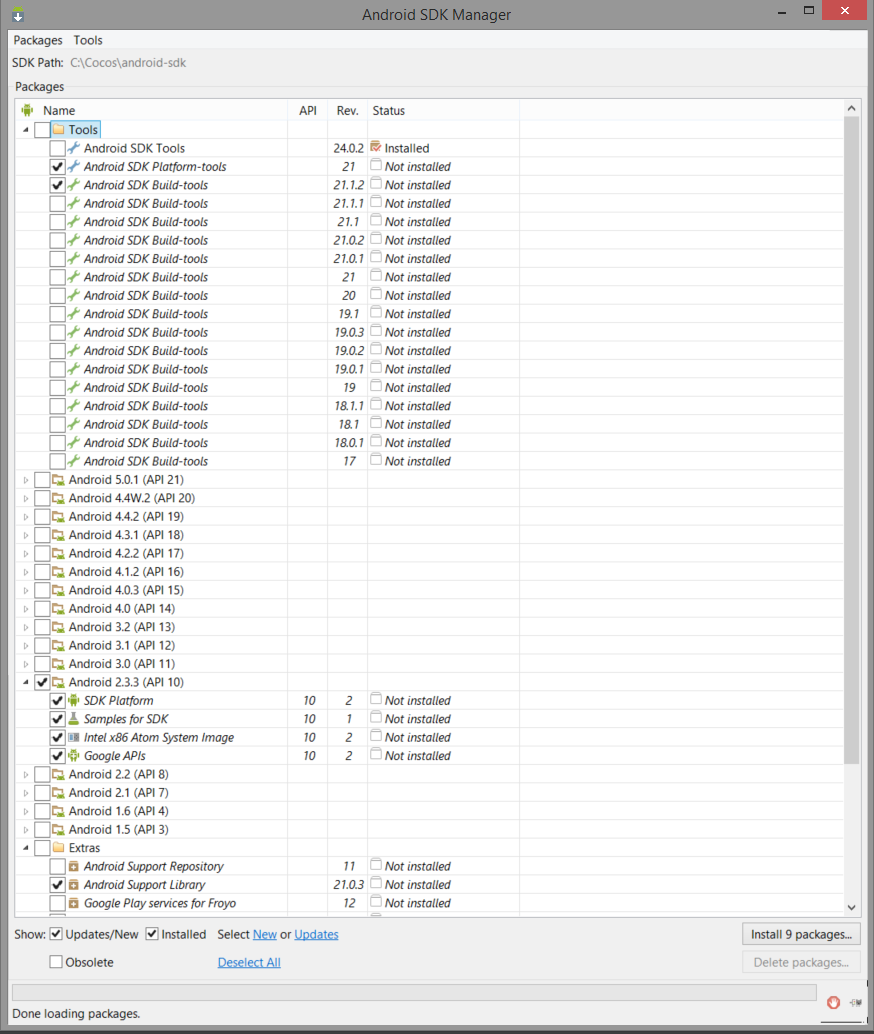 Android SDK Manager
Packages Tools
SDK Path: C:\Cocos\android-sdk
Packages
Name API Rev. Status
Tools
Android SDK Tools 24.0.2 Installed
Android SDK Platform-tools 21 Not installed
Android SDK Build-tools 21.1.2 Not installed
Android SDK Build-tools 21.1.1 Not installed
Android SDK Build-tools 21.1 Not installed
Android SDK Build-tools 21.0.2 Not installed
Android SDK Build-tools 21.0.1 Not installed
Android SDK Build-tools 21 Not installed
Android SDK Build-tools 20 Not installed
Android SDK Build-tools 19.1 Not installed
Android SDK Build-tools 19.0.3 Not installed
Android SDK Build-tools 19.0.2 Not installed
Android SDK Build-tools 19.0.1 Not installed
Android SDK Build-tools 19 Not installed
Android SDK Build-tools 18.1.1 Not installed
Android SDK Build-tools 18.1 Not installed
Android SDK Build-tools 18.0.1 Not installed
Android SDK Build-tools 17 Not installed
Android 5.0.1 (API 21)
Android 4.4W.2 (API 20)
Android 4.4.2 (API 19)
Android 4.3.1 (API 18)
Android 4.2.2 (API 17)
Android 4.1.2 (API 16)
Android 4.0.3 (API 15)
Android 4.0 (API 14)
Android 3.2 (API 13)
Android 3.1 (API 12)
Android 3.0 (API 11)
Android 2.3.3 (API 10)
SDK Platform 10 2 Not installed
Samples for SDK 10 1 Not installed
Intel x86 Atom System Image 10 2 Not installed
Google APIs 10 2 Not installed
Android 2.2 (API 8)
Android 2.1 (API 7)
Android 1.6 (API 4)
Android 1.5 (API 3)
Extras
Android Support Repository 11 Not installed
Android Support Library 21.0.3 Not installed
Google Play services for Froyo 12 Not installed
Show: Updates/New Installed Select New or Updates Install 9 packages...
Obsolete Deselect All Delete packages...
Done loading packages.